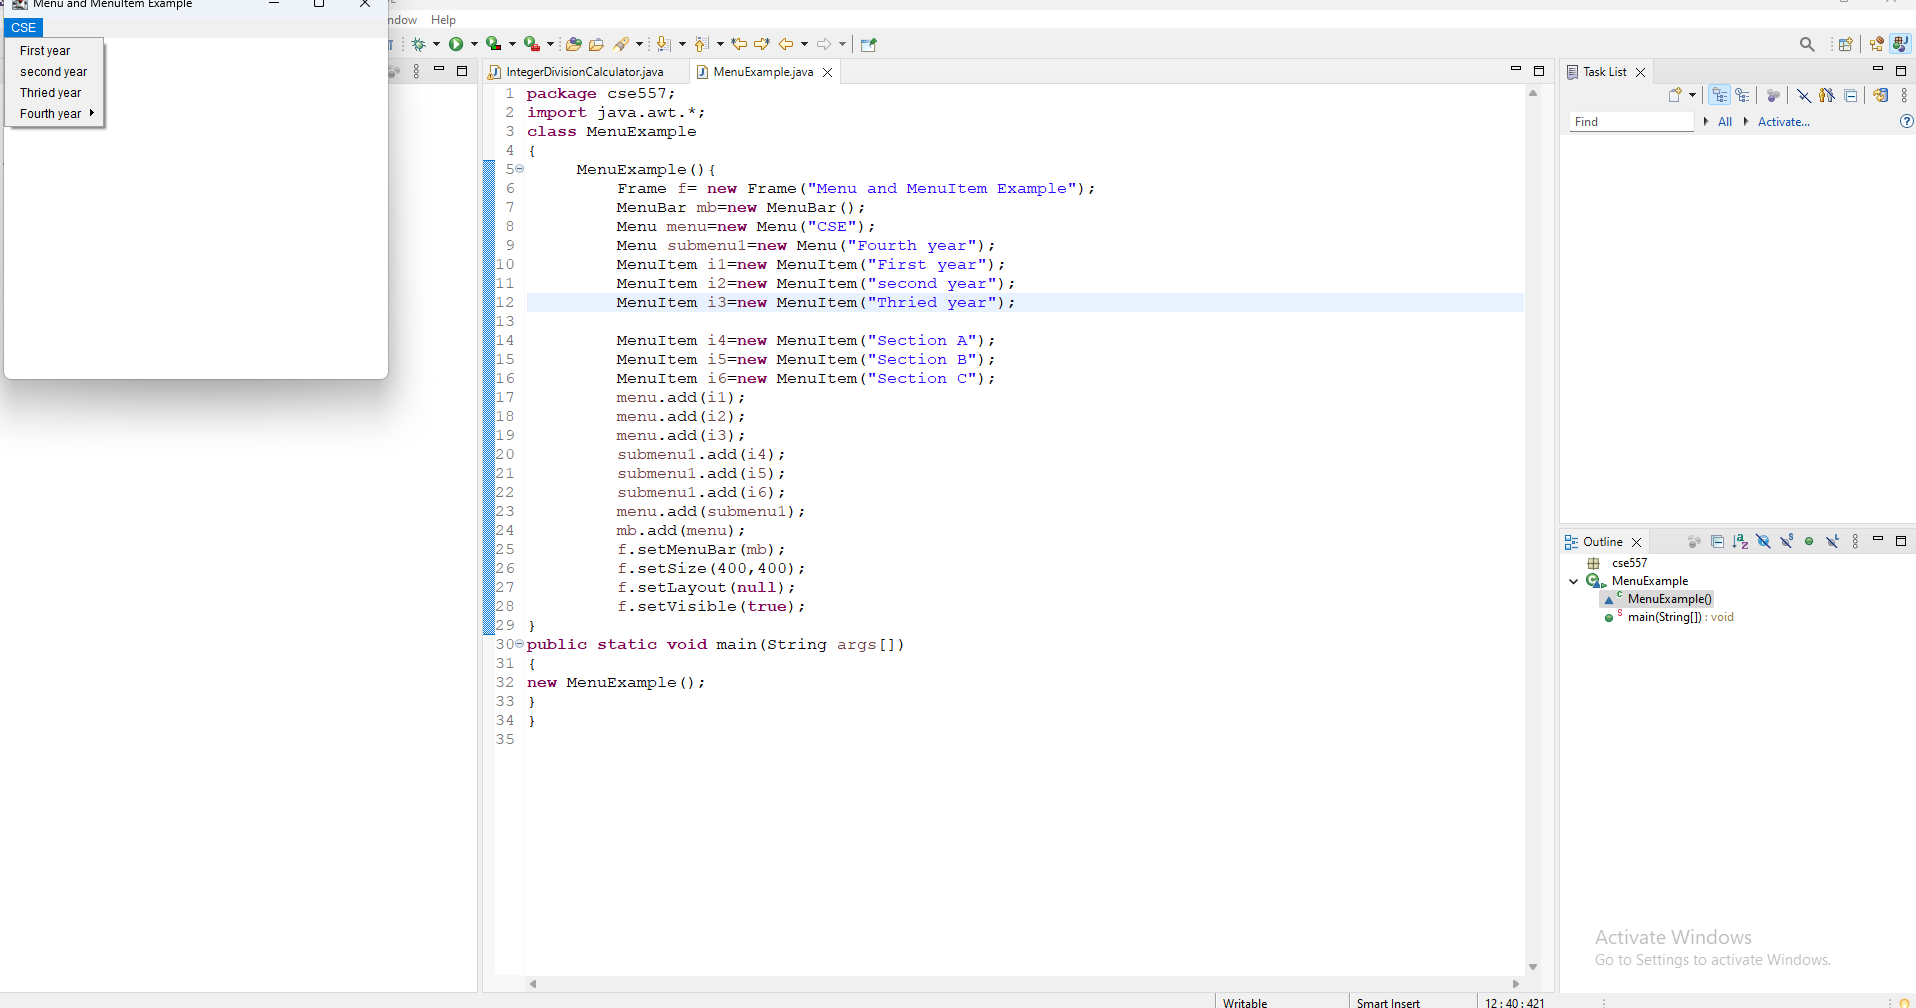 Menu and MenuItem Example
CSE
First year
second year
Thried year
Fourth year
Help
IntegerDivisionCalculator.java
MenuExample.java
1 package cse557;
2 import java.awt.*;
3 class MenuExample
4 {
5 MenuExample(){
6 Frame f= new Frame("Menu and MenuItem Example");
7 MenuBar mb=new MenuBar();
8 Menu menu=new Menu("CSE");
9 Menu submenu1=new Menu("Fourth year");
10 MenuItem i1=new MenuItem("First year");
11 MenuItem i2=new MenuItem("second year");
12 MenuItem i3=new MenuItem("Thried year");
13
14 MenuItem i4=new MenuItem("Section A");
15 MenuItem i5=new MenuItem("Section B");
16 MenuItem i6=new MenuItem("Section C");
17 menu.add(i1);
18 menu.add(i2);
19 menu.add(i3);
20 submenu1.add(i4);
21 submenu1.add(i5);
22 submenu1.add(i6);
23 menu.add(submenu1);
24 mb.add(menu);
25 f.setMenuBar(mb);
26 f.setSize(400,400);
27 f.setLayout(null);
28 f.setVisible(true);
29 }
30 public static void main(String args[])
31 {
32 new MenuExample();
33 }
34 }
35
Task List
Find
All
Activate...
Outline
cse557
MenuExample
MenuExample()
main(String[]) : void
Activate Windows
Go to Settings to activate Windows.
Writable
Smart Insert
12 : 40 : 421